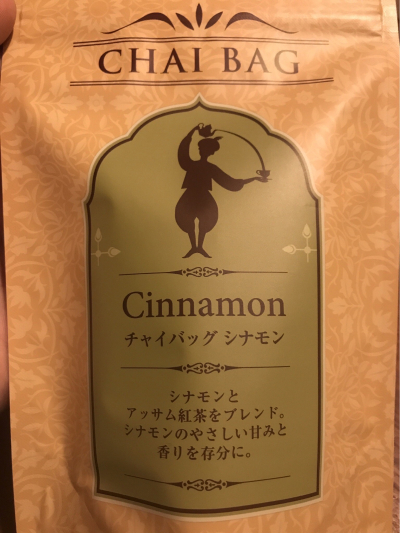 CHAI BAG
Cinnamon
チャイバッグ シナモン
シナモンと
アッサム紅茶をブレンド。
シナモンのやさしい甘みと
香りを存分に。